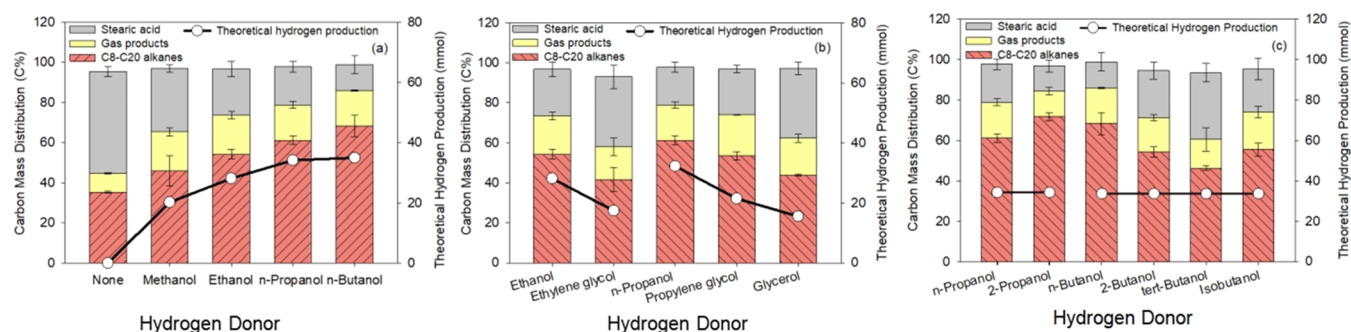 120
100
80
60
40
20
0
Carbon Mass Distribution (C%)
Stearic acid
Gas products
C8-C20 alkanes
Theoretical hydrogen production
(a)
80
60
40
20
0
Theoretical Hydrogen Production (mmol)
None Methanol Ethanol n-Propanol n-Butanol
Hydrogen Donor
120
100
80
60
40
20
0
Carbon Mass Distribution (C%)
Stearic acid
Gas products
C8-C20 alkanes
Theoretical Hydrogen Production
(b)
80
60
40
20
0
Theoretical Hydrogen Production (mmol)
Ethanol
Ethylene glycol
n-Propanol
Propylene glycol
Glycerol
Hydrogen Donor
120
100
80
60
40
20
0
Carbon Mass Distribution (C%)
Stearic acid
Gas products
C8-C20 alkanes
Theoretical Hydrogen Production
(c)
120
100
80
60
40
20
0
Theoretical Hydrogen Production (mmol)
n-Propanol
2-Propanol
n-Butanol
2-Butanol
tert-Butanol
Isobutanol
Hydrogen Donor